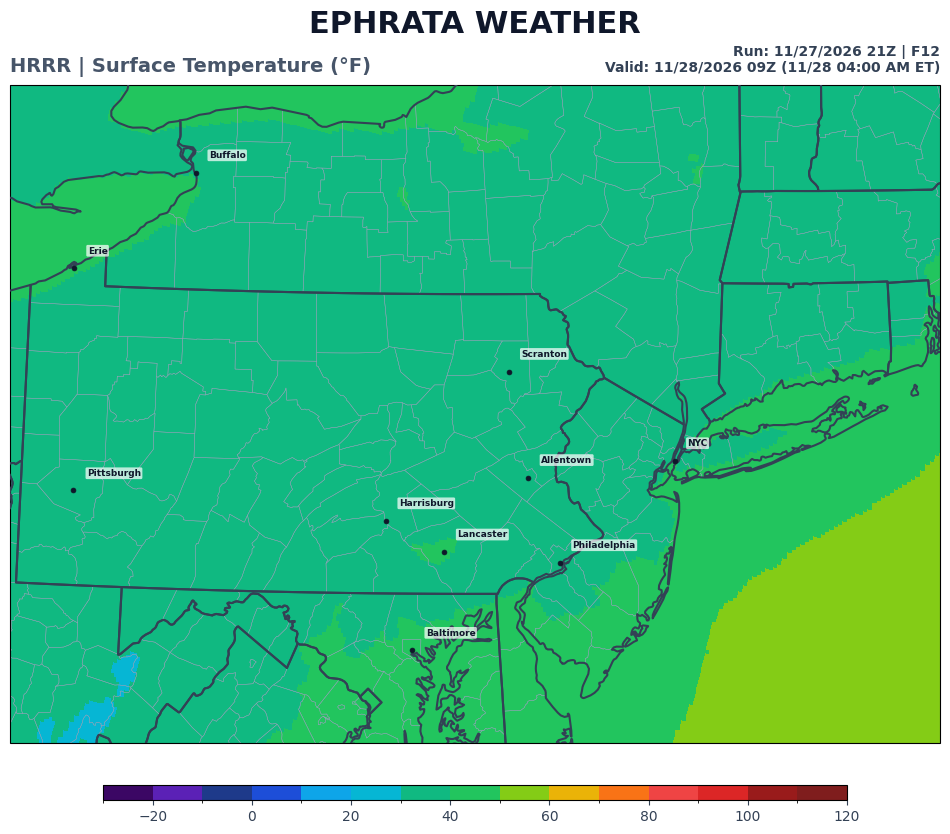 EPHRATA WEATHER
HRRR | Surface Temperature (°F)
Run: 11/27/2026 21Z | F12
Valid: 11/28/2026 09Z (11/28 04:00 AM ET)
Buffalo
Erie
Scranton
NYC
Allentown
Pittsburgh
Harrisburg
Lancaster
Philadelphia
Baltimore
−20 0 20 40 60 80 100 120